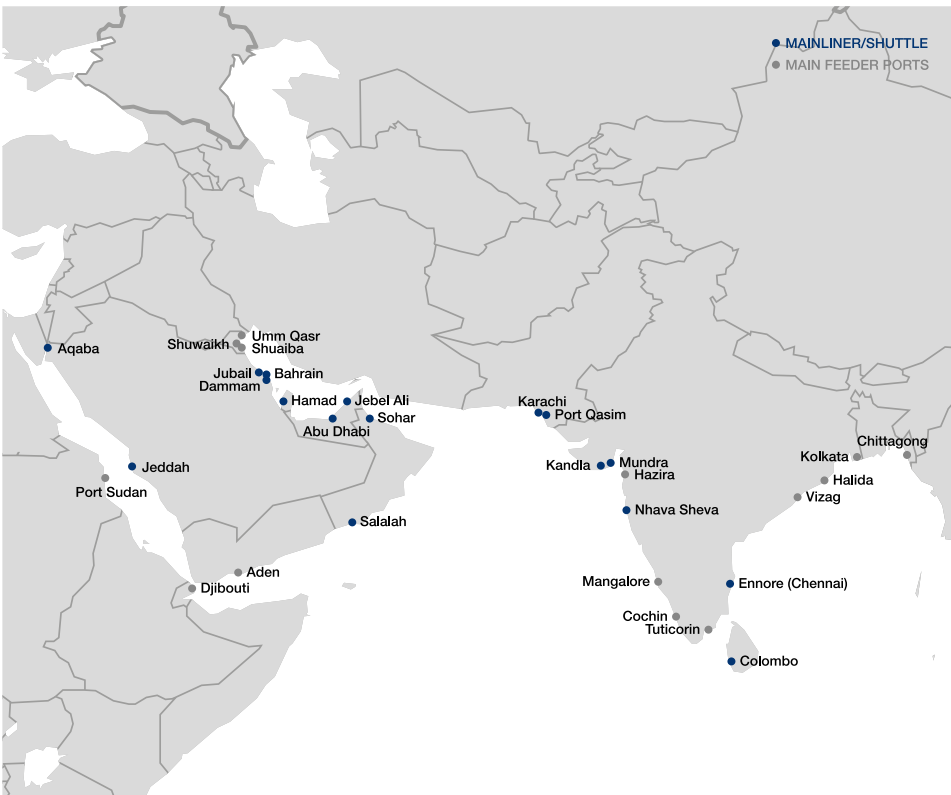 MAINLINER/SHUTTLE
MAIN FEEDER PORTS
Umm Qasr
Shuwaikh
Shuaiba
Aqaba
Jubail
Bahrain
Dammam
Hamad
Jebel Ali
Abu Dhabi
Sohar
Karachi
Port Qasim
Chittagong
Kolkata
Kandla
Mundra
Hazira
Jeddah
Port Sudan
Halida
Vizag
Nhava Sheva
Salalah
Aden
Djibouti
Mangalore
Ennore (Chennai)
Cochin
Tuticorin
Colombo